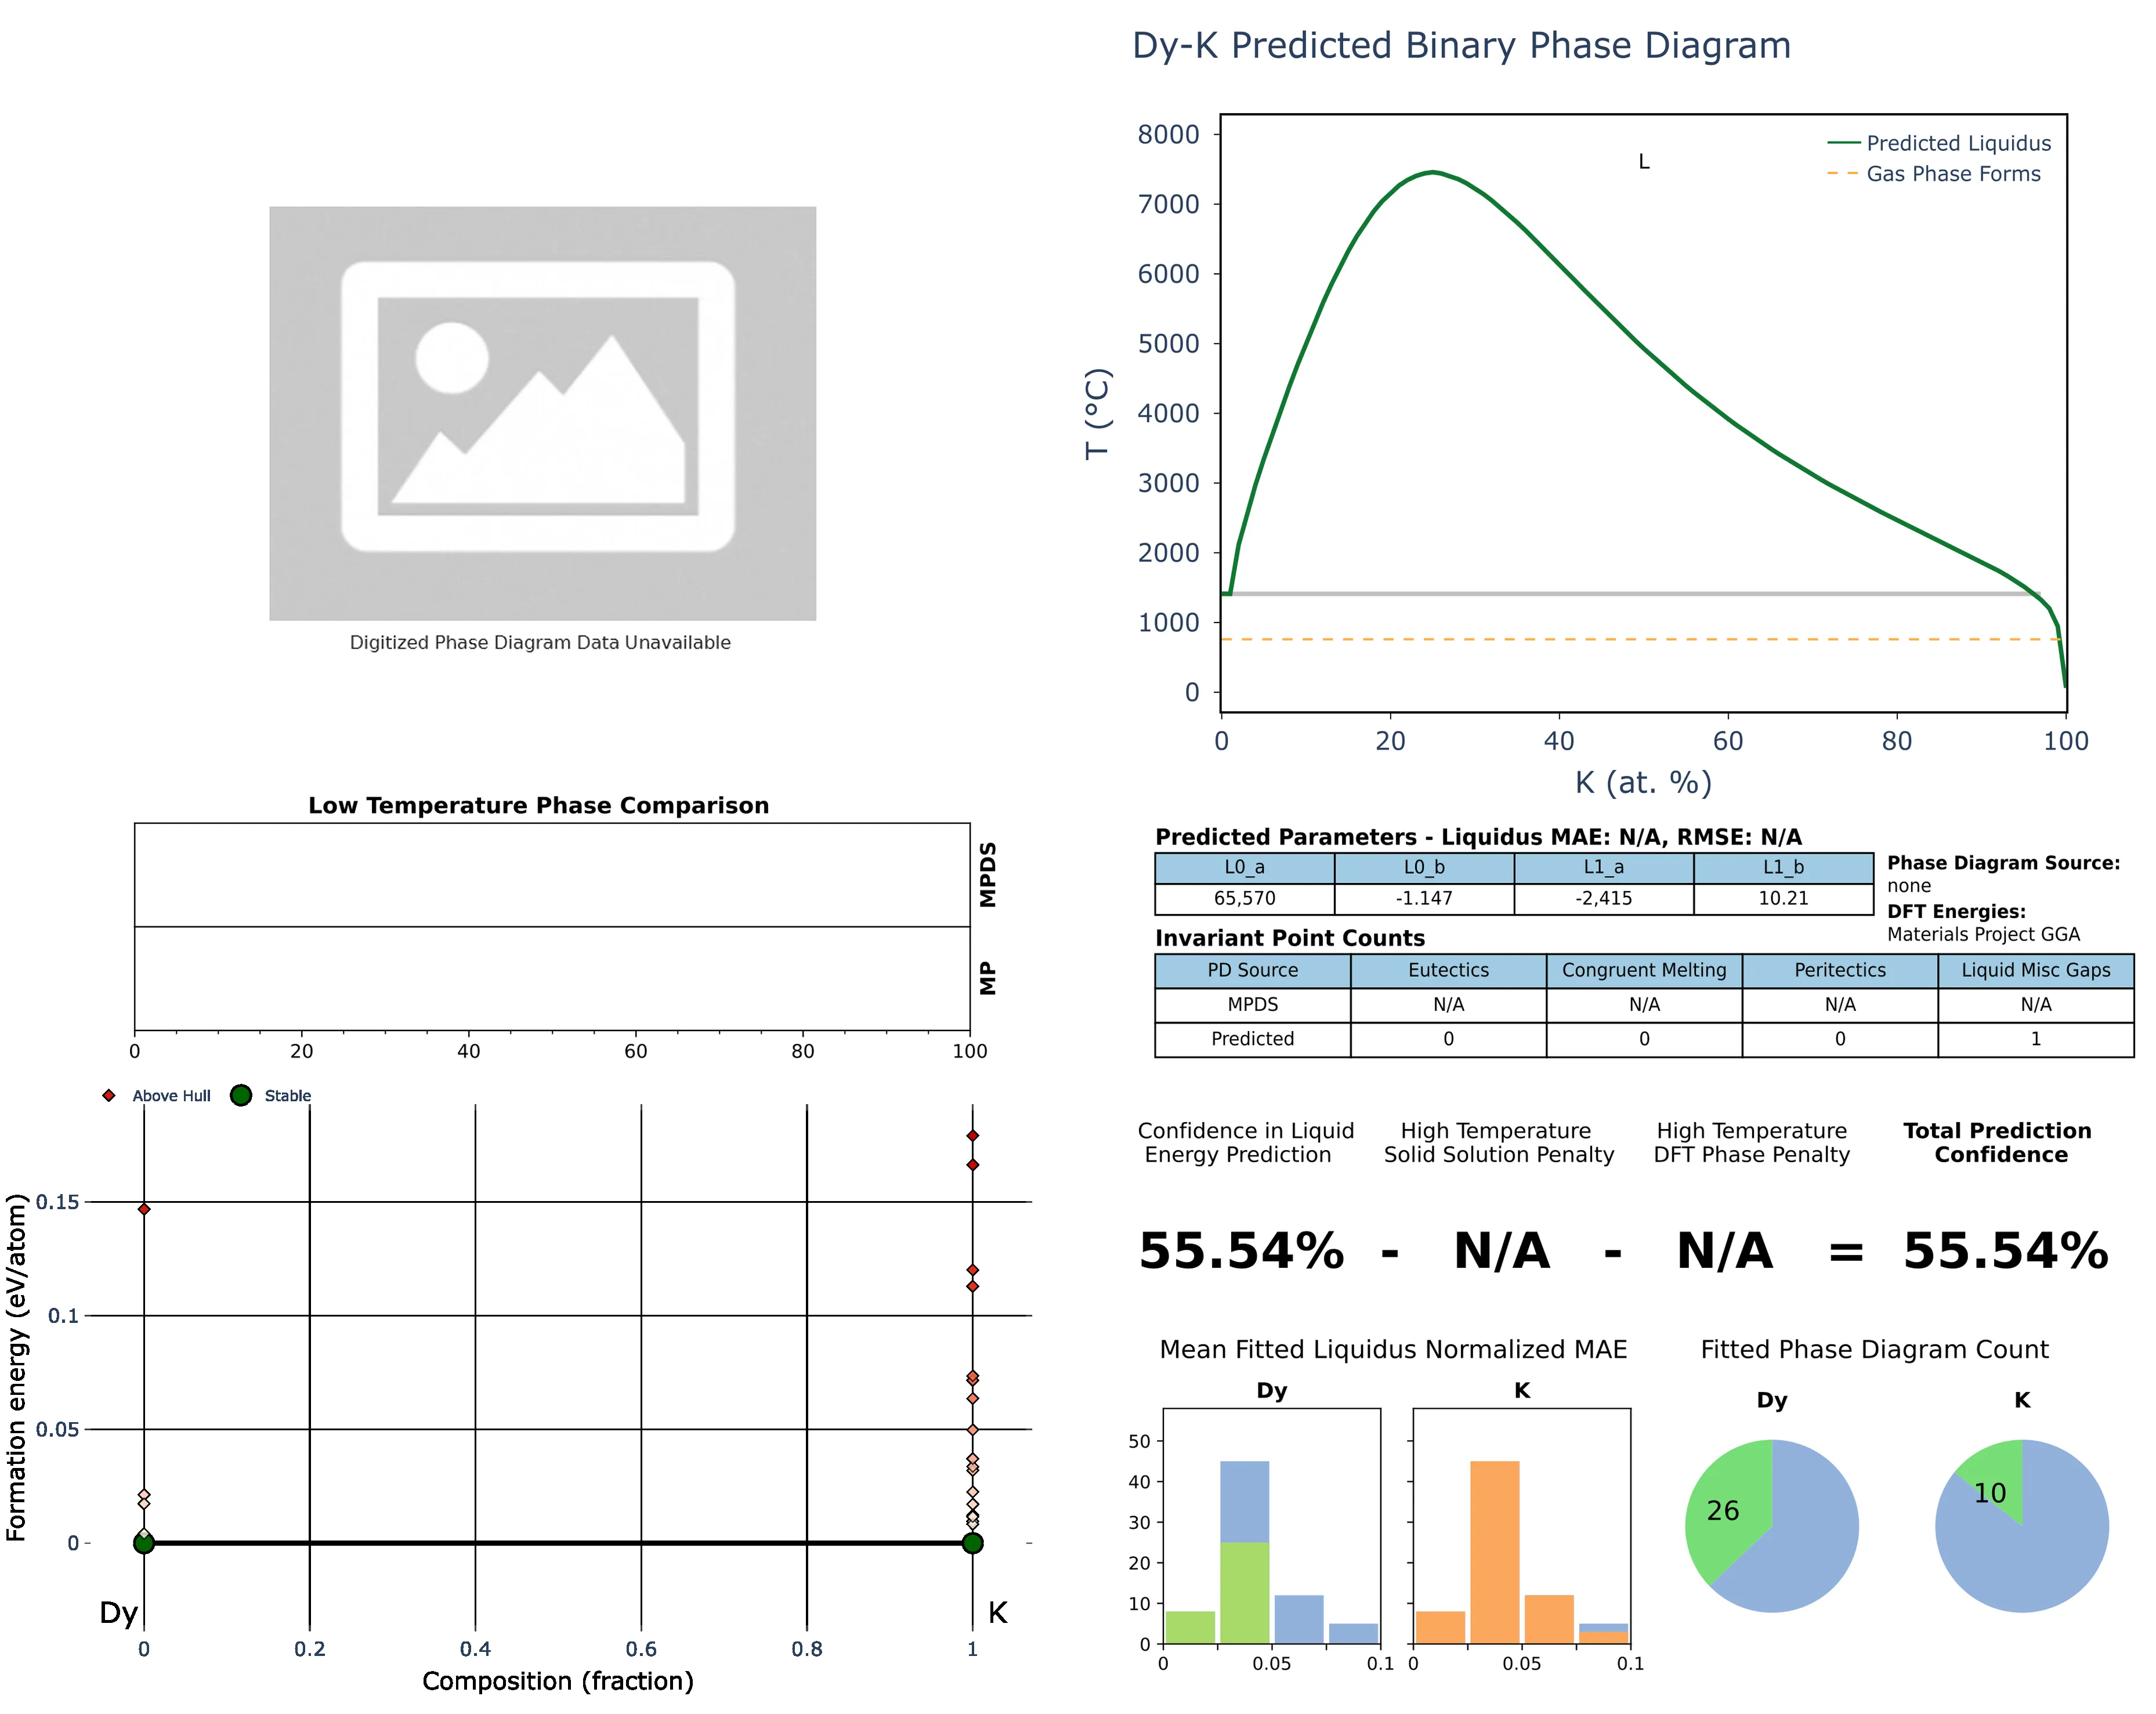 Dy-K Predicted Binary Phase Diagram
Digitized Phase Diagram Data Unavailable
8000
7000
6000
5000
4000
3000
2000
1000
0
T (°C)
L
Predicted Liquidus
Gas Phase Forms
0 20 40 60 80 100
K (at. %)
Low Temperature Phase Comparison
MPDS
MP
0 20 40 60 80 100
Predicted Parameters - Liquidus MAE: N/A, RMSE: N/A
L0_a L0_b L1_a L1_b
65,570 -1.147 -2,415 10.21
Phase Diagram Source:
none
DFT Energies:
Materials Project GGA
Invariant Point Counts
PD Source Eutectics Congruent Melting Peritectics Liquid Misc Gaps
MPDS N/A N/A N/A N/A
Predicted 0 0 0 1
Above Hull Stable
Formation energy (eV/atom)
0.15
0.1
0.05
0
Dy K
0 0.2 0.4 0.6 0.8 1
Composition (fraction)
Confidence in Liquid
Energy Prediction
High Temperature
Solid Solution Penalty
High Temperature
DFT Phase Penalty
Total Prediction
Confidence
55.54% - N/A - N/A = 55.54%
Mean Fitted Liquidus Normalized MAE
Dy K
50
40
30
20
10
0
0 0.05 0.1 0 0.05 0.1
Fitted Phase Diagram Count
Dy K
26 10